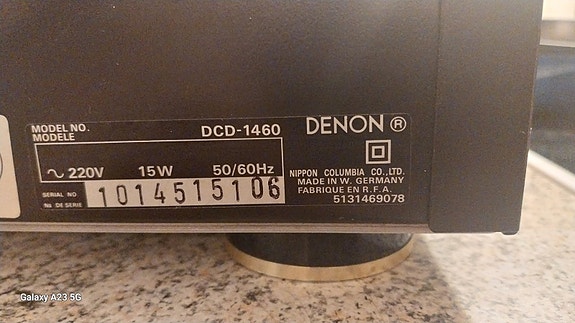 MODEL NO.
MODÈLE
DCD-1460
DENON ®
∿ 220V 15W 50/60Hz
SERIAL NO
No DE SERIE
1014515106
NIPPON COLUMBIA CO.,LTD.
MADE IN W. GERMANY
FABRIQUE EN R.F.A.
5131469078
Galaxy A23 5G